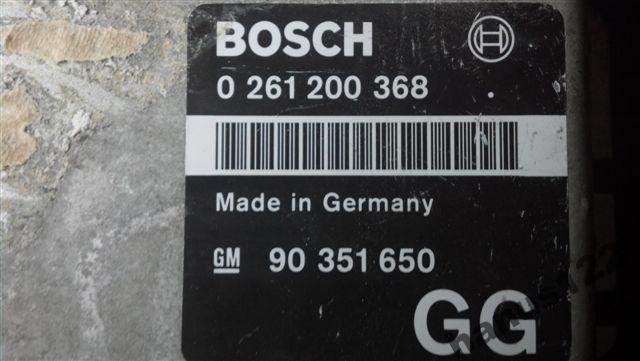 BOSCH
0 261 200 368
Made in Germany
GM 90 351 650
GG